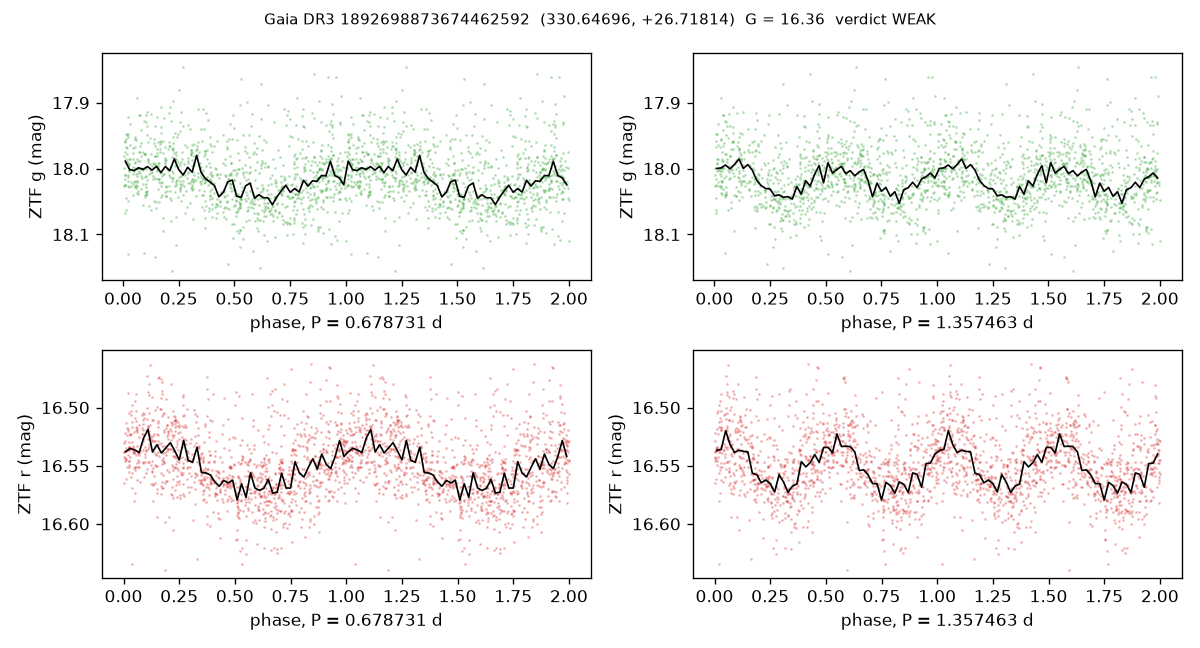 Gaia DR3 1892698873674462592  (330.64696, +26.71814)  G = 16.36  verdict WEAK
ZTF g (mag)
17.9
18.0
18.1
0.00 0.25 0.50 0.75 1.00 1.25 1.50 1.75 2.00
phase, P = 0.678731 d
ZTF g (mag)
17.9
18.0
18.1
0.00 0.25 0.50 0.75 1.00 1.25 1.50 1.75 2.00
phase, P = 1.357463 d
ZTF r (mag)
16.50
16.55
16.60
0.00 0.25 0.50 0.75 1.00 1.25 1.50 1.75 2.00
phase, P = 0.678731 d
ZTF r (mag)
16.50
16.55
16.60
0.00 0.25 0.50 0.75 1.00 1.25 1.50 1.75 2.00
phase, P = 1.357463 d